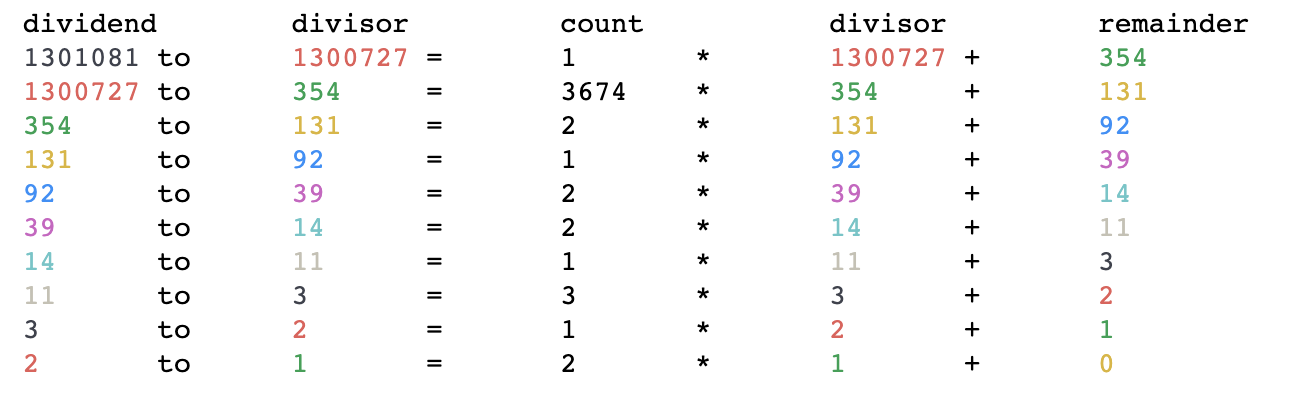 dividend divisor count divisor remainder
1301081 to 1300727 = 1 * 1300727 + 354
1300727 to 354 = 3674 * 354 + 131
354 to 131 = 2 * 131 + 92
131 to 92 = 1 * 92 + 39
92 to 39 = 2 * 39 + 14
39 to 14 = 2 * 14 + 11
14 to 11 = 1 * 11 + 3
11 to 3 = 3 * 3 + 2
3 to 2 = 1 * 2 + 1
2 to 1 = 2 * 1 + 0